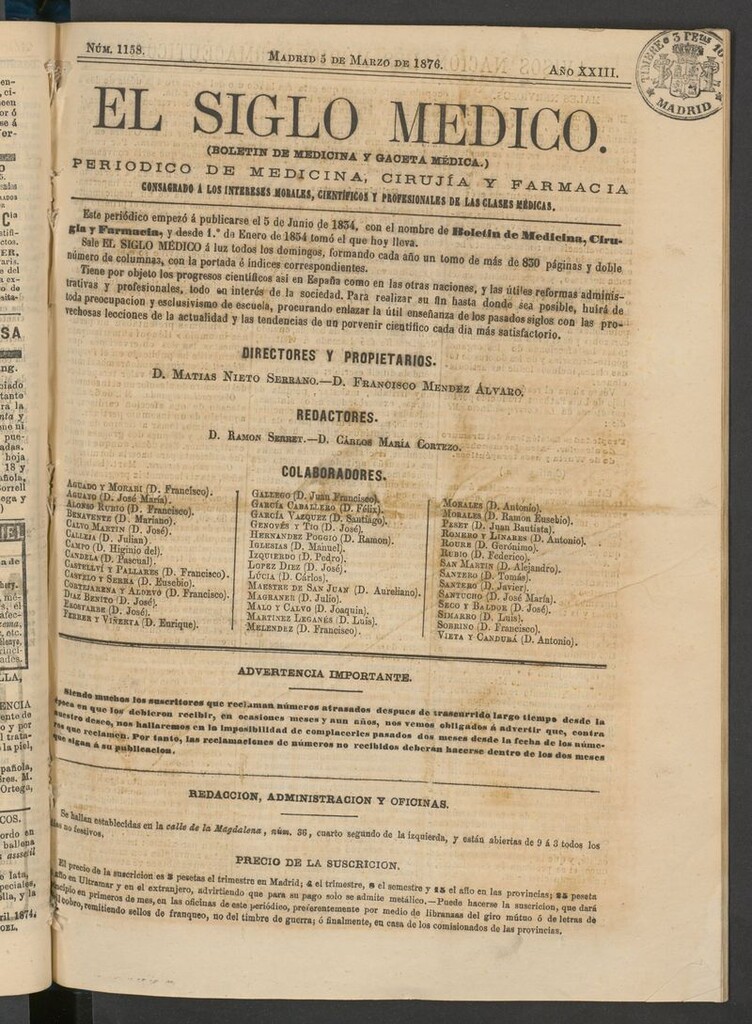 NÚM. 1158.
MADRID 5 DE MARZO DE 1876.
AÑO XXIII.
TIMBRE 3 PETAS 10
MADRID
EL SIGLO MEDICO.
(BOLETIN DE MEDICINA Y GACETA MÉDICA.)
PERIODICO DE MEDICINA, CIRUJÍA Y FARMACIA
CONSAGRADO Á LOS INTERESES MORALES, CIENTÍFICOS Y PROFESIONALES DE LAS CLASES MÉDICAS.
Este periódico empezó á publicarse el 5 de Junio de 1834, con el nombre de Boletin de Medicina, Ciru-
gía y Farmacia, y desde 1.º de Enero de 1854 tomó el que hoy lleva.
Sale EL SIGLO MÉDICO á luz todos los domingos, formando cada año un tomo de más de 830 páginas y doble
número de columnas, con la portada é índices correspondientes.
Tiene por objeto los progresos científicos así en España como en las otras naciones, y las útiles reformas adminis-
trativas y profesionales, todo en interés de la sociedad. Para realizar su fin hasta donde sea posible, huirá de
toda preocupacion y esclusivismo de escuela, procurando enlazar la útil enseñanza de los pasados siglos con las pro-
vechosas lecciones de la actualidad y las tendencias de un porvenir científico cada dia más satisfactorio.
DIRECTORES Y PROPIETARIOS.
D. MATIAS NIETO SERRANO.—D. FRANCISCO MENDEZ ÁLVARO.
REDACTORES.
D. RAMON SERRET.—D. CÁRLOS MARÍA CORTEZO.
COLABORADORES.
AGUADO Y MORARI (D. Francisco).
AGUAYO (D. José María).
ALONSO RUBIO (D. Francisco).
BENAVENTE (D. Mariano).
CALVO MARTIN (D. José).
CALLEJA (D. Julian).
CAMPO (D. Higinio del).
CANDELA (D. Pascual).
CASTELLVÍ Y PALLARES (D. Francisco).
CASTELO Y SERRA (D. Eusebio).
CORTEJARENA Y ALDEVÓ (D. Francisco).
DIAZ BENITO (D. José).
EROSTARBE (D. José).
FERRER Y VIÑERTA (D. Enrique).
GALLEGO (D. Juan Francisco).
GARCÍA CABALLERO (D. Félix).
GARCÍA VAZQUEZ (D. Santiago).
GENOVÉS Y TIO (D. José).
HERNANDEZ POGGIO (D. Ramon).
IGLESIAS (D. Manuel).
IZQUIERDO (D. Pedro).
LOPEZ DIEZ (D. José).
LÚCIA (D. Cárlos).
MAESTRE DE SAN JUAN (D. Aureliano).
MAGRANER (D. Julio).
MALO Y CALVO (D. Joaquin).
MARTINEZ LEGANÉS (D. Luis).
MELENDEZ (D. Francisco).
MORALES (D. Antonio).
MORALES (D. Ramon Eusebio).
PESET (D. Juan Bautista).
ROMERO Y LINARES (D. Antonio).
ROURE (D. Gerónimo).
RUBIO (D. Federico).
SAN MARTIN (D. Alejandro).
SANTERO (D. Tomás).
SANTERO (D. Javier).
SANTUCHO (D. José María).
SECO Y BALDOR (D. José).
SIMARRO (D. Luis).
SOBRINO (D. Francisco).
VIETA Y CANDURÁ (D. Antonio).
ADVERTENCIA IMPORTANTE.
Siendo muchos los suscritores que reclaman números atrasados despues de trascurrido largo tiempo desde la
época en que los debieron recibir, en ocasiones meses y aun años, nos vemos obligados á advertir que, contra
nuestro deseo, nos hallaremos en la imposibilidad de complacerles pasados dos meses desde la fecha de los núme-
ros que reclamen. Por tanto, las reclamaciones de números no recibidos deberán hacerse dentro de los dos meses
que sigan á su publicacion.
REDACCION, ADMINISTRACION Y OFICINAS.
Se hallan establecidas en la calle de la Magdalena, núm. 36, cuarto segundo de la izquierda, y están abiertas de 9 á 3 todos los
dias no festivos.
PRECIO DE LA SUSCRICION.
El precio de la suscricion es 3 pesetas el trimestre en Madrid; 4 el trimestre, 8 el semestre y 15 el año en las provincias; 25 peseta
año en Ultramar y en el extranjero, advirtiendo que para su pago solo se admite metálico.—Puede hacerse la suscricion, que dará
principio en primeros de mes, en las oficinas de este periódico, preferentemente por medio de libranzas del giro mútuo ó de letras de
cobro, remitiendo sellos de franqueo, no del timbre de guerra; ó finalmente, en casa de los comisionados de las provincias.